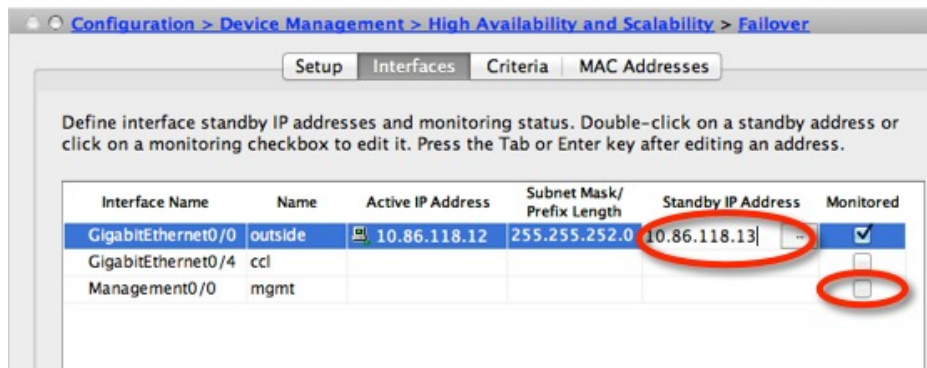 Configuration > Device Management > High Availability and Scalability > Failover
Setup Interfaces Criteria MAC Addresses
Define interface standby IP addresses and monitoring status. Double-click on a standby address or
click on a monitoring checkbox to edit it. Press the Tab or Enter key after editing an address.
Interface Name Name Active IP Address Subnet Mask/ Prefix Length Standby IP Address Monitored
GigabitEthernet0/0 outside 10.86.118.12 255.255.252.0 10.86.118.13 ...
GigabitEthernet0/4 ccl
Management0/0 mgmt